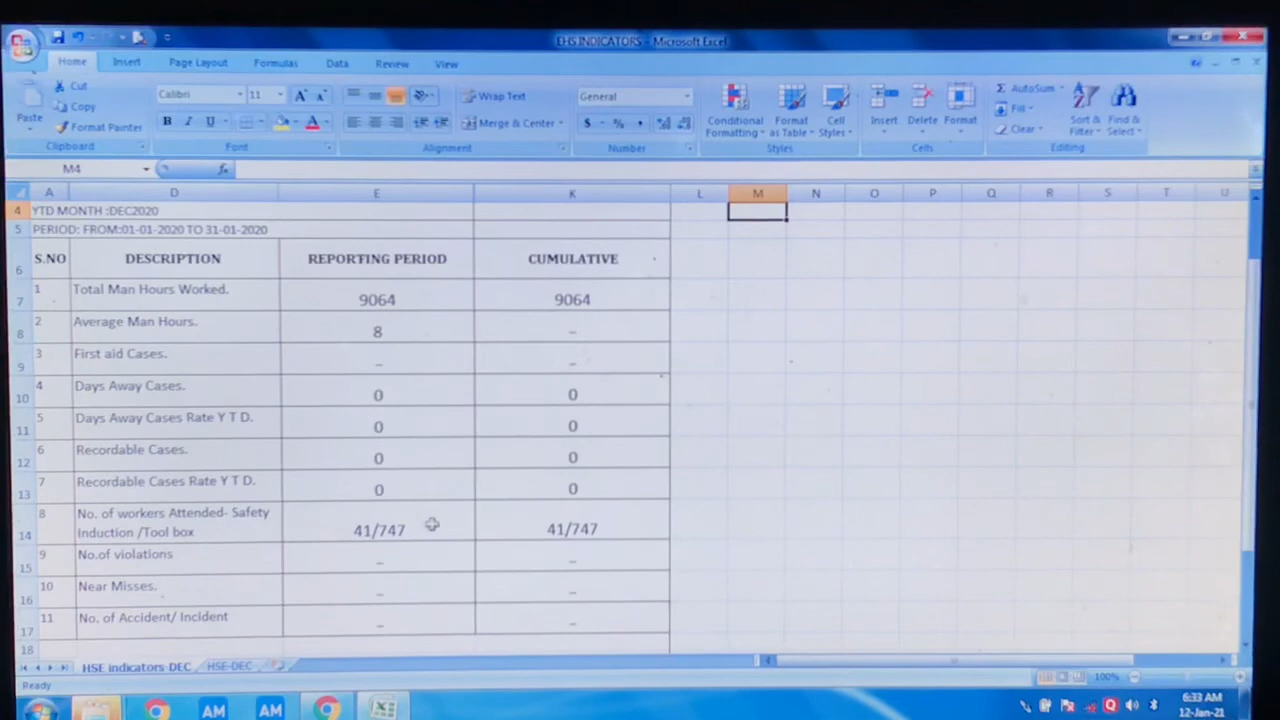 EHS INDICATORS - Microsoft Excel
Home Insert Page Layout Formulas Data Review View
Cut
Copy
Format Painter
Paste
Clipboard
Calibri 11 A A
B I U A
Font
Wrap Text
Merge & Center
Alignment
General
$ % ,
Number
Conditional Formatting
Format as Table
Cell Styles
Styles
Insert Delete Format
Cells
Σ AutoSum
Fill
Clear
Sort & Filter
Find & Select
Editing
M4 fx
A D E K L M N O P Q R S T U
4 YTD MONTH :DEC2020
5 PERIOD: FROM:01-01-2020 TO 31-01-2020
6 S.NO DESCRIPTION REPORTING PERIOD CUMULATIVE
7 1 Total Man Hours Worked. 9064 9064
8 2 Average Man Hours. 8 –
9 3 First aid Cases. – –
10 4 Days Away Cases. 0 0
11 5 Days Away Cases Rate Y T D. 0 0
12 6 Recordable Cases. 0 0
13 7 Recordable Cases Rate Y T D. 0 0
14 8 No. of workers Attended- Safety
Induction /Tool box 41/747 41/747
15 9 No.of violations – –
16 10 Near Misses. – –
17 11 No. of Accident/ Incident – –
18
HSE indicators-DEC HSE-DEC
Ready 100%
AM AM
6:33 AM
12-Jan-21